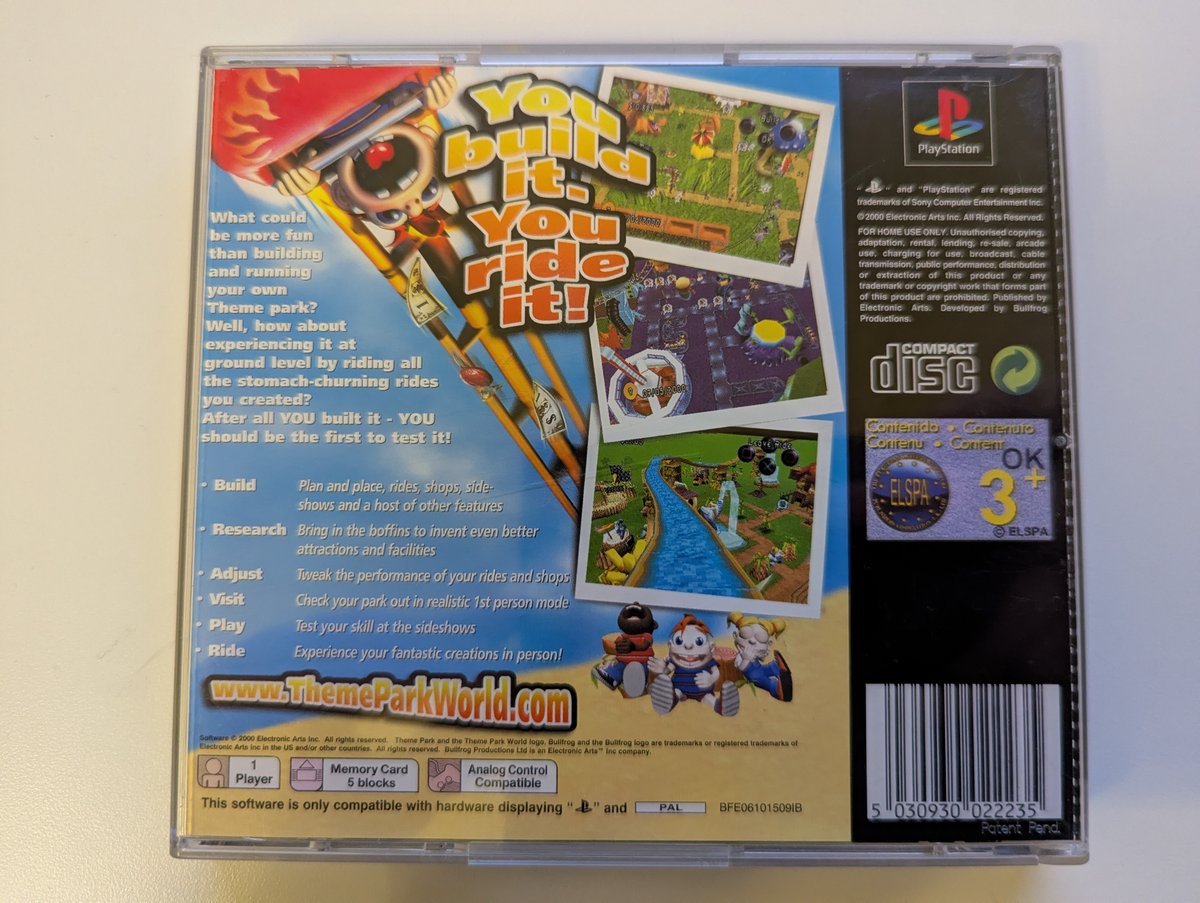 You
build
it.
You
ride
it!
What could
be more fun
than building
and running
your own
Theme park?
Well, how about
experiencing it at
ground level by riding all
the stomach-churning rides
you created?
After all YOU built it - YOU
should be the first to test it!
• Build Plan and place, rides, shops, side-
shows and a host of other features
• Research Bring in the boffins to invent even better
attractions and facilities
• Adjust Tweak the performance of your rides and shops
• Visit Check your park out in realistic 1st person mode
• Play Test your skill at the sideshows
• Ride Experience your fantastic creations in person!
www.ThemeParkWorld.com
Software © 2000 Electronic Arts Inc. All rights reserved. Theme Park and the Theme Park World logo, Bullfrog and the Bullfrog logo are trademarks or registered trademarks of
Electronic Arts inc in the US and/or other countries. All rights reserved. Bullfrog Productions Ltd is an Electronic Arts™ Inc company.
1
Player
Memory Card
5 blocks
Analog Control
Compatible
This software is only compatible with hardware displaying " " and PAL BFE06101509IB
Leave Ride
PlayStation
" " and "PlayStation" are registered
trademarks of Sony Computer Entertainment Inc.
©2000 Electronic Arts Inc. All Rights Reserved.
FOR HOME USE ONLY. Unauthorised copying,
adaptation, rental, lending, re-sale, arcade
use, charging for use, broadcast, cable
transmission, public performance, distribution
or extraction of this product or any
trademark or copyright work that forms part
of this product are prohibited. Published by
Electronic Arts. Developed by Bullfrog
Productions.
COMPACT
disc
Contenido • Contenuto
Contenu • Content
ELSPA
OK
3+
© ELSPA
5 030930 022235
Patent Pend.